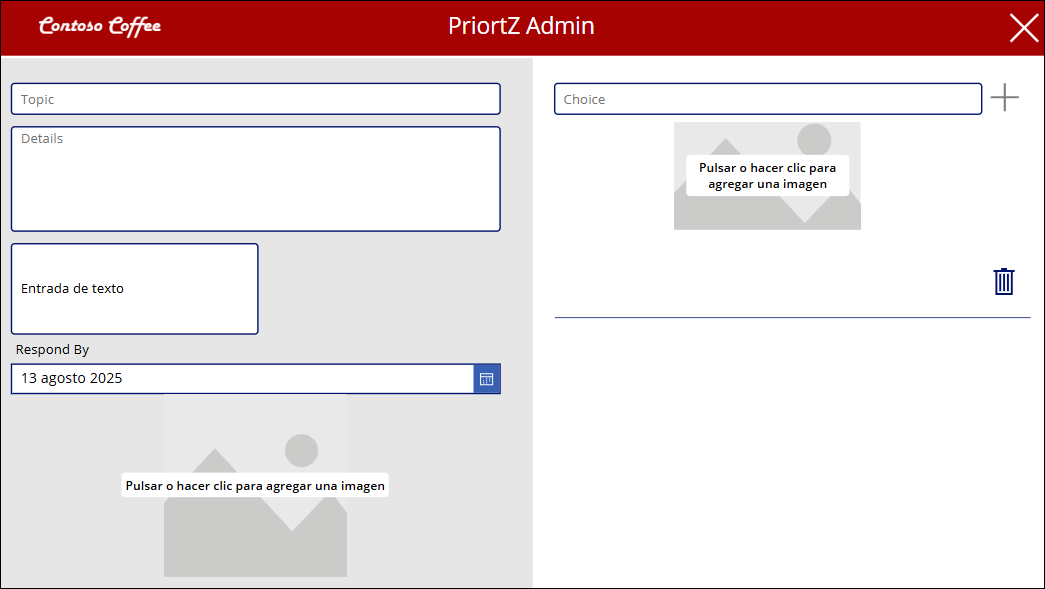 Contoso Coffee
PriortZ Admin
Topic
Details
Entrada de texto
Respond By
13 agosto 2025
Pulsar o hacer clic para agregar una imagen
Choice
Pulsar o hacer clic para
agregar una imagen